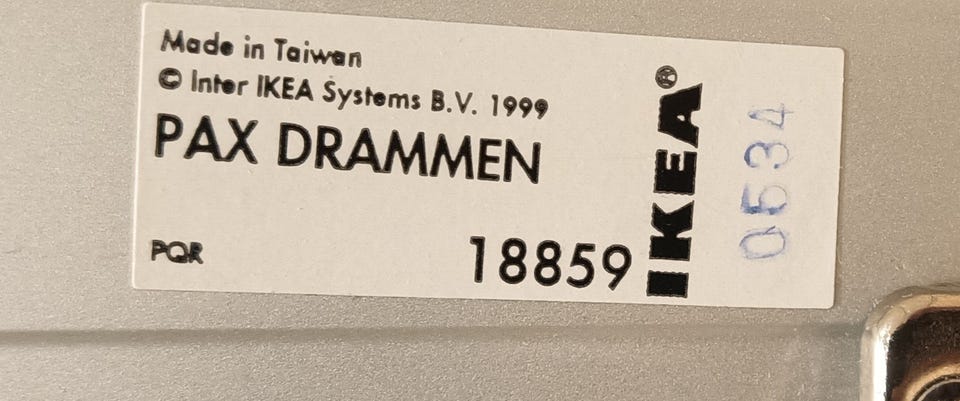 Made in Taiwan
© Inter IKEA Systems B.V. 1999
PAX DRAMMEN
PQR
18859
IKEA®
0534